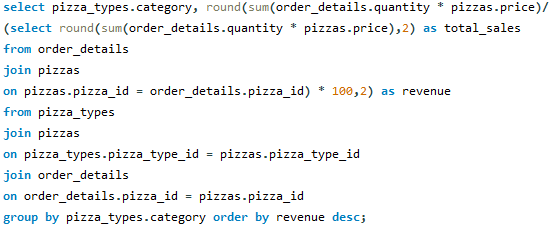 select pizza_types.category, round(sum(order_details.quantity * pizzas.price)/
(select round(sum(order_details.quantity * pizzas.price),2) as total_sales
from order_details
join pizzas
on pizzas.pizza_id = order_details.pizza_id) * 100,2) as revenue
from pizza_types
join pizzas
on pizza_types.pizza_type_id = pizzas.pizza_type_id
join order_details
on order_details.pizza_id = pizzas.pizza_id
group by pizza_types.category order by revenue desc;